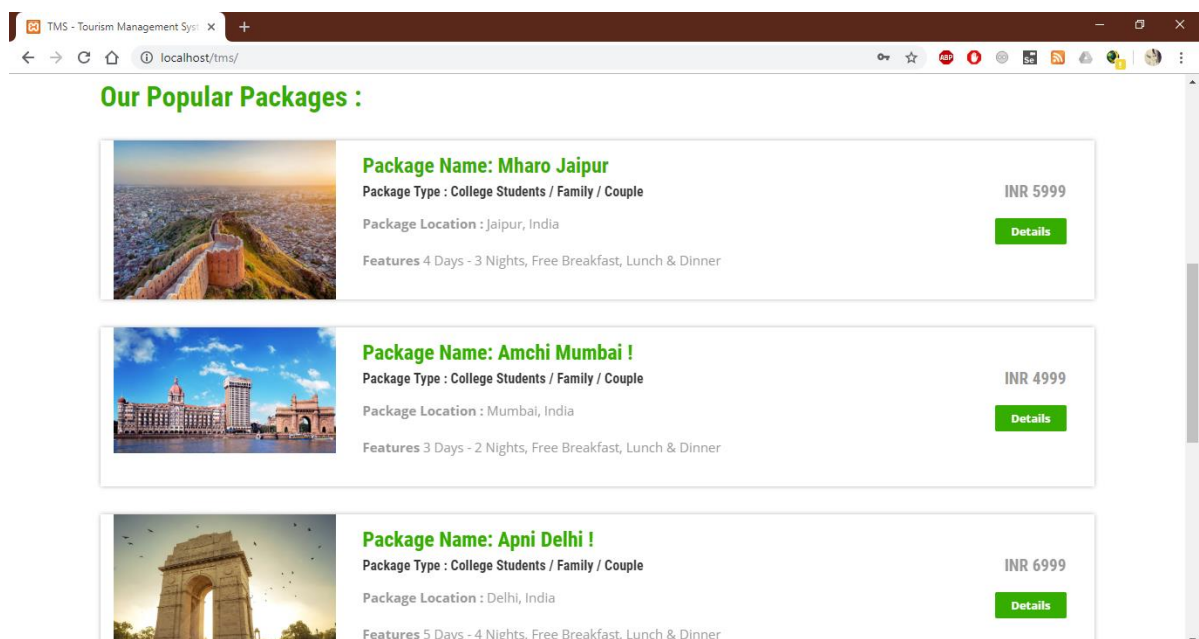 TMS - Tourism Management Sys
localhost/tms/
ABP
Se
1
Our Popular Packages :
Package Name: Mharo Jaipur
Package Type : College Students / Family / Couple
INR 5999
Package Location : Jaipur, India
Details
Features 4 Days - 3 Nights, Free Breakfast, Lunch & Dinner
Package Name: Amchi Mumbai !
Package Type : College Students / Family / Couple
INR 4999
Package Location : Mumbai, India
Details
Features 3 Days - 2 Nights, Free Breakfast, Lunch & Dinner
Package Name: Apni Delhi !
Package Type : College Students / Family / Couple
INR 6999
Package Location : Delhi, India
Details
Features 5 Days - 4 Nights, Free Breakfast, Lunch & Dinner